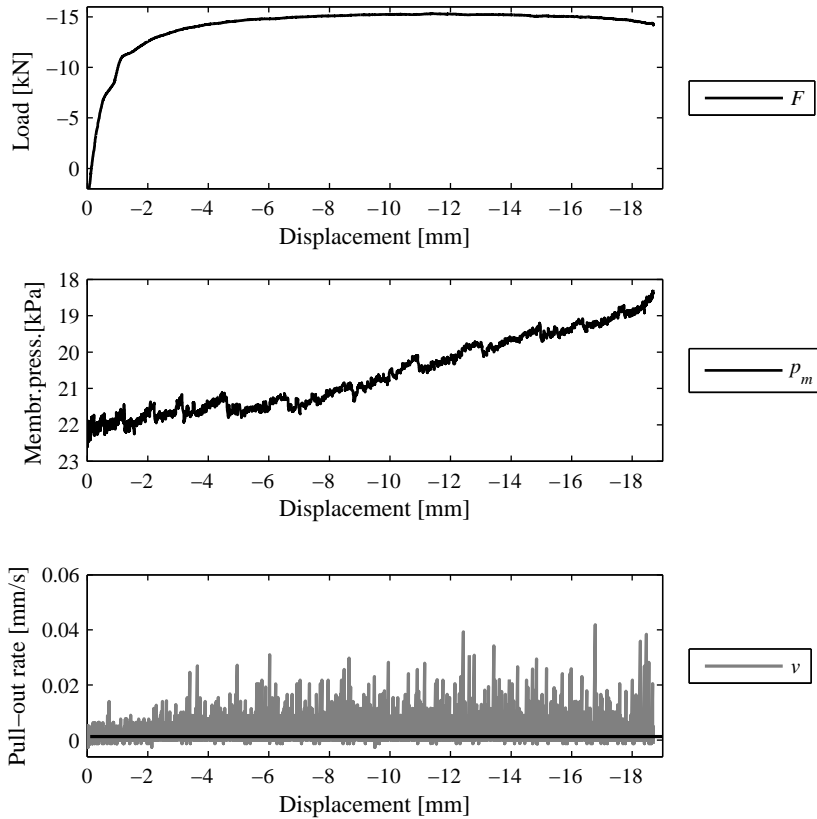 Load [kN]
−15
−10
−5
0
0 −2 −4 −6 −8 −10 −12 −14 −16 −18
Displacement [mm]
F
Membr.press.[kPa]
18
19
20
21
22
23
0 −2 −4 −6 −8 −10 −12 −14 −16 −18
Displacement [mm]
p_m
Pull−out rate [mm/s]
0.06
0.04
0.02
0
0 −2 −4 −6 −8 −10 −12 −14 −16 −18
Displacement [mm]
v